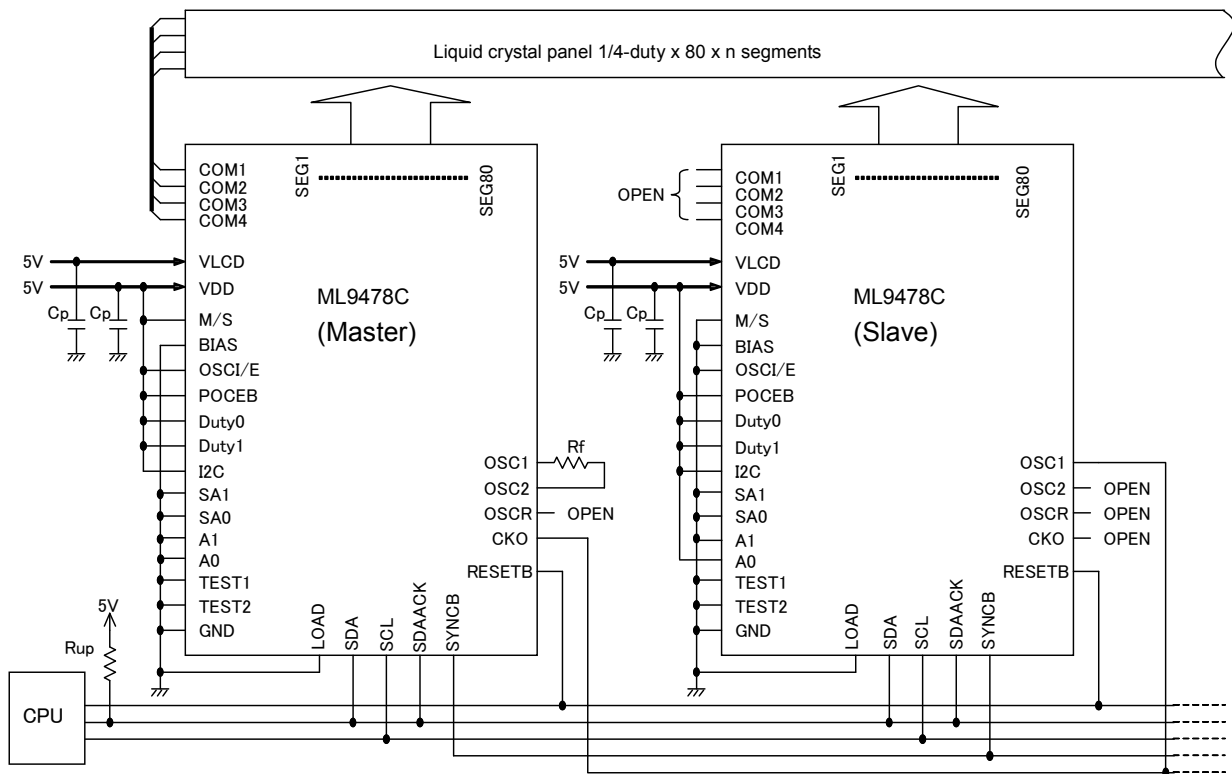 Liquid crystal panel 1/4-duty x 80 x n segments
COM1
COM2
COM3
COM4
SEG1
SEG80
5V
VLCD
5V
VDD
Cp
Cp
ML9478C
(Master)
M/S
BIAS
OSCI/E
POCEB
Duty0
Duty1
I2C
SA1
SA0
A1
A0
TEST1
TEST2
GND
OSC1
Rf
OSC2
OSCR
OPEN
CKO
RESETB
LOAD
SDA
SCL
SDAACK
SYNCB
OPEN
COM1
COM2
COM3
COM4
SEG1
SEG80
5V
VLCD
5V
VDD
Cp
Cp
ML9478C
(Slave)
M/S
BIAS
OSCI/E
POCEB
Duty0
Duty1
I2C
SA1
SA0
A1
A0
TEST1
TEST2
GND
OSC1
OSC2
OPEN
OSCR
OPEN
CKO
OPEN
RESETB
LOAD
SDA
SCL
SDAACK
SYNCB
5V
Rup
CPU